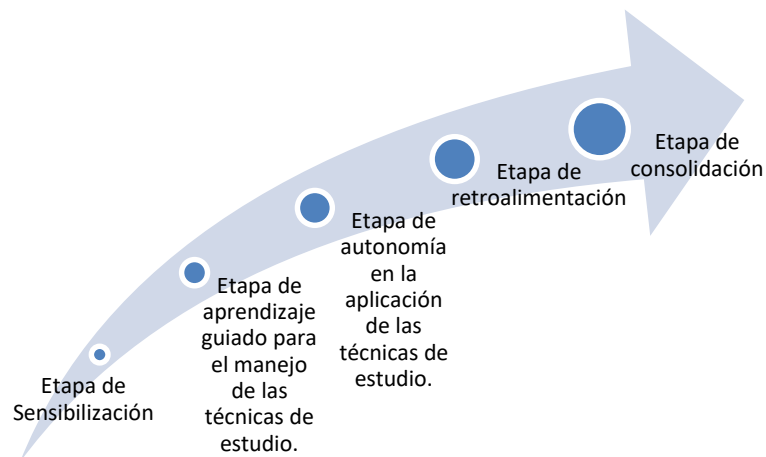 Etapa de
Sensibilización
Etapa de
aprendizaje
guiado para
el manejo
de las
técnicas de
estudio.
Etapa de
autonomía
en la
aplicación
de las
técnicas de
estudio.
Etapa de
retroalimentación
Etapa de
consolidación